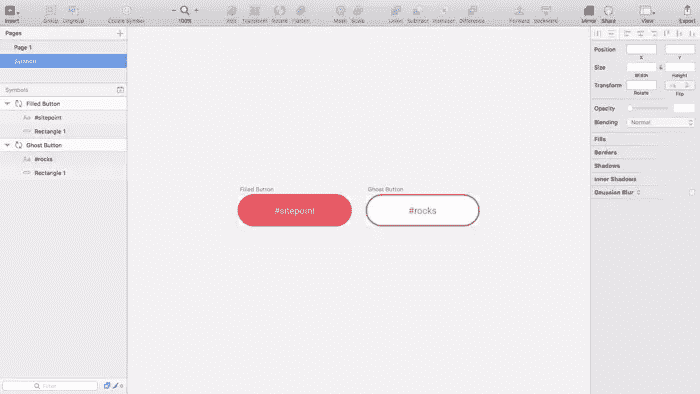 Insert
Group
Ungroup
Create Symbol
100%
Edit
Transform
Rotate
Flatten
Mask
Scale
Union
Subtract
Difference
Forward
Backward
Mirror
Share
View
Export
Pages
Page 1
Symbols
Filled Button
#sitepoint
Rectangle 1
Ghost Button
#rocks
Rectangle 1
Filter
Filled Button
#sitepoint
Ghost Button
#rocks
Position
X
Y
Size
Width
Height
Transform
Rotate
Flip
Opacity
Blending
Normal
Fills
Borders
Shadows
Inner Shadows
Gaussian Blur